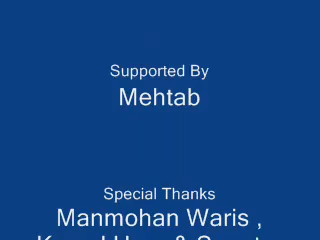 Supported By
Mehtab
Special Thanks
Manmohan Waris ,
&